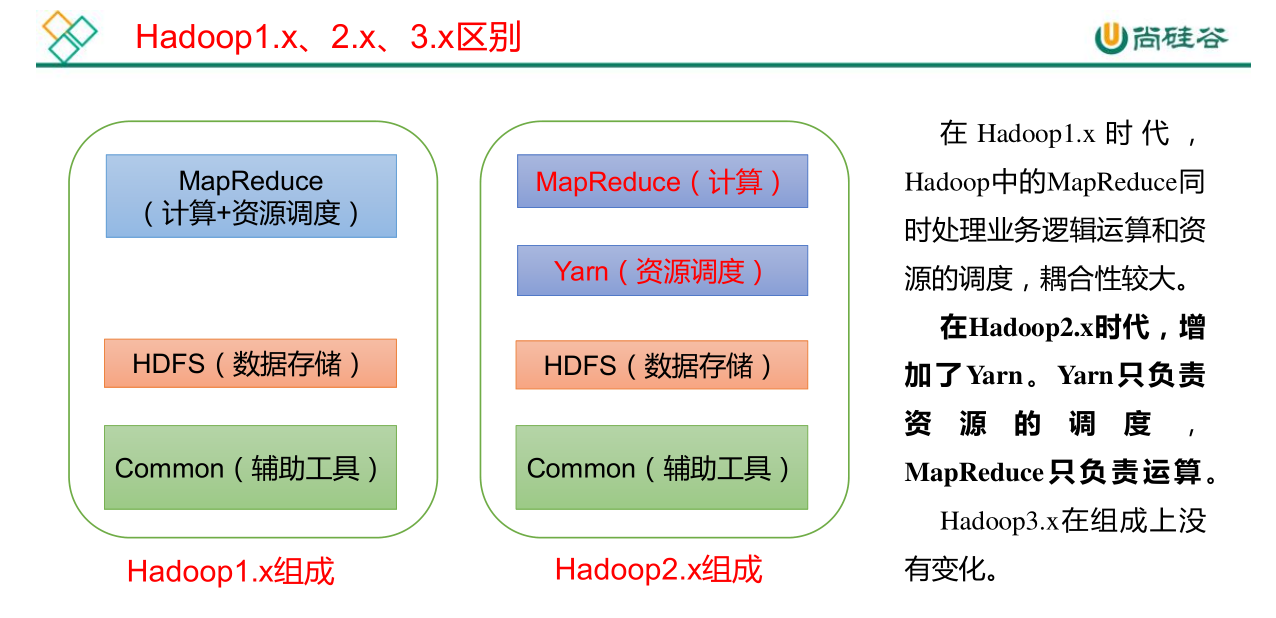 Hadoop1.x、2.x、3.x区别
尚硅谷
MapReduce
（计算+资源调度）
HDFS（数据存储）
Common（辅助工具）
Hadoop1.x组成
MapReduce（计算）
Yarn（资源调度）
HDFS（数据存储）
Common（辅助工具）
Hadoop2.x组成
在Hadoop1.x时代，
Hadoop中的MapReduce同
时处理业务逻辑运算和资
源的调度，耦合性较大。
在Hadoop2.x时代，增
加了Yarn。Yarn只负责
资源的调度，
MapReduce只负责运算。
Hadoop3.x在组成上没
有变化。